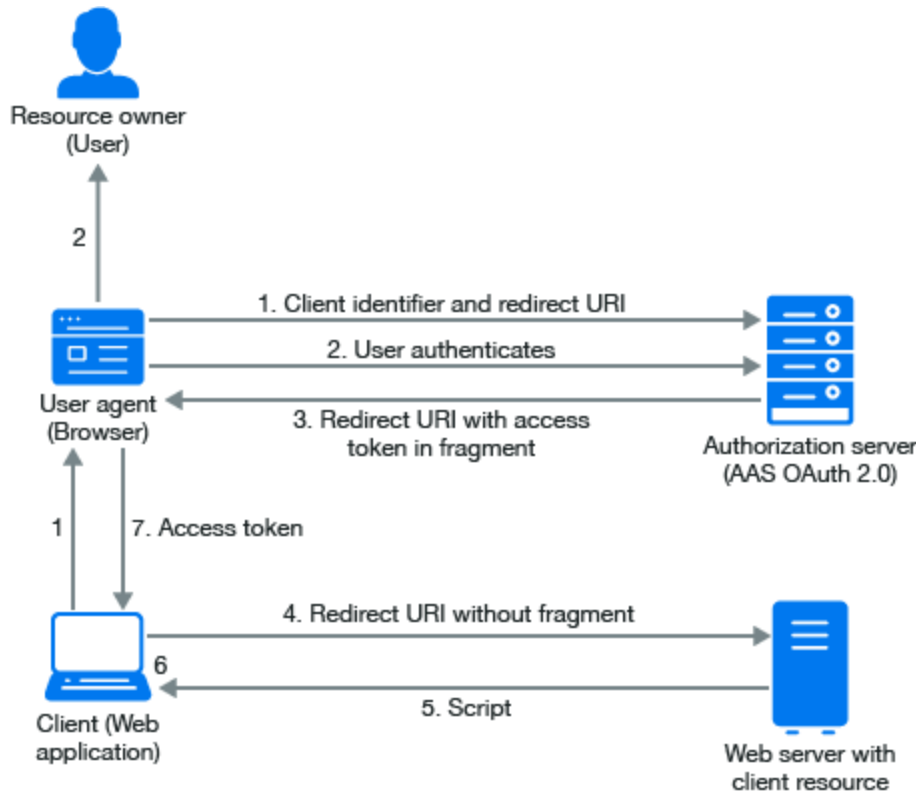 Resource owner
(User)
2
1. Client identifier and redirect URI
2. User authenticates
User agent
(Browser)
3. Redirect URI with access
token in fragment
Authorization server
(AAS OAuth 2.0)
1
7. Access token
4. Redirect URI without fragment
6
5. Script
Client (Web
application)
Web server with
client resource